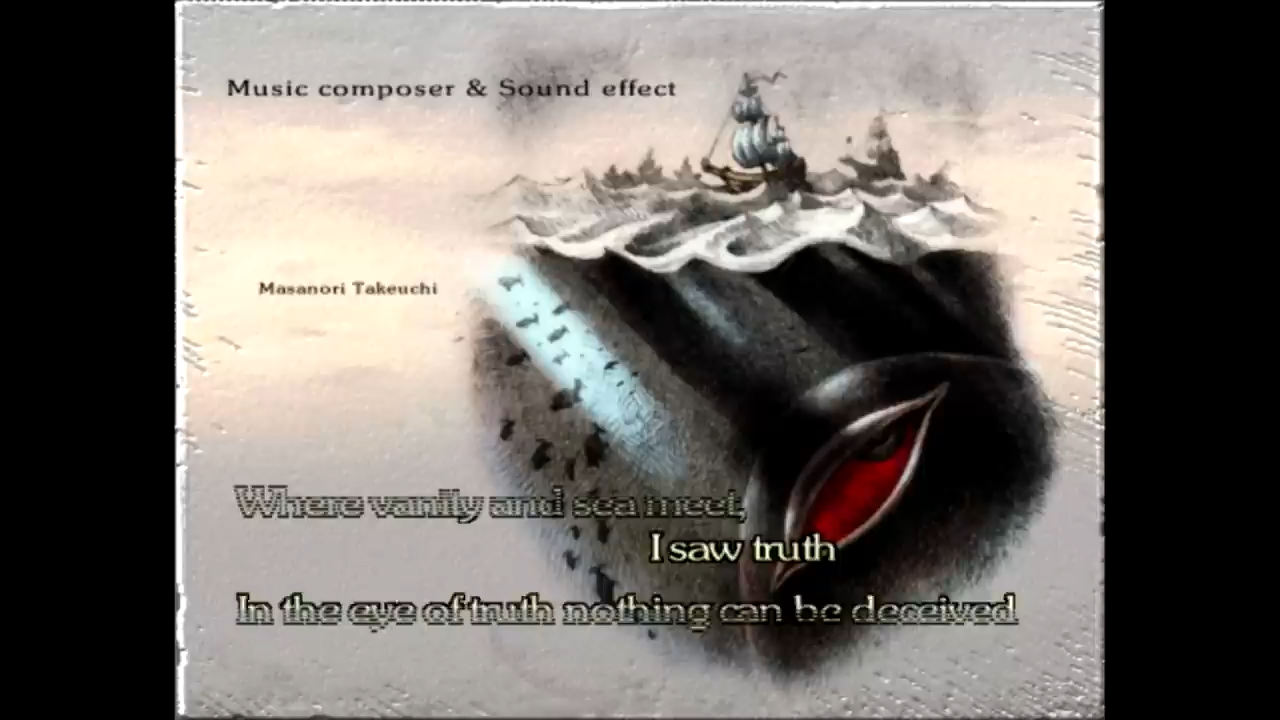 Music composer & Sound effect
Masanori Takeuchi
Where vanily and sea meet,
I saw truth
In the eye of truth nothing can be deceived